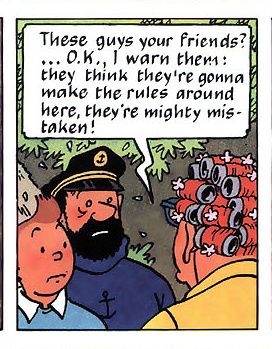 These guys your friends?
... O.K., I warn them:
they think they're gonna
make the rules around
here, they're mighty mis-
taken!